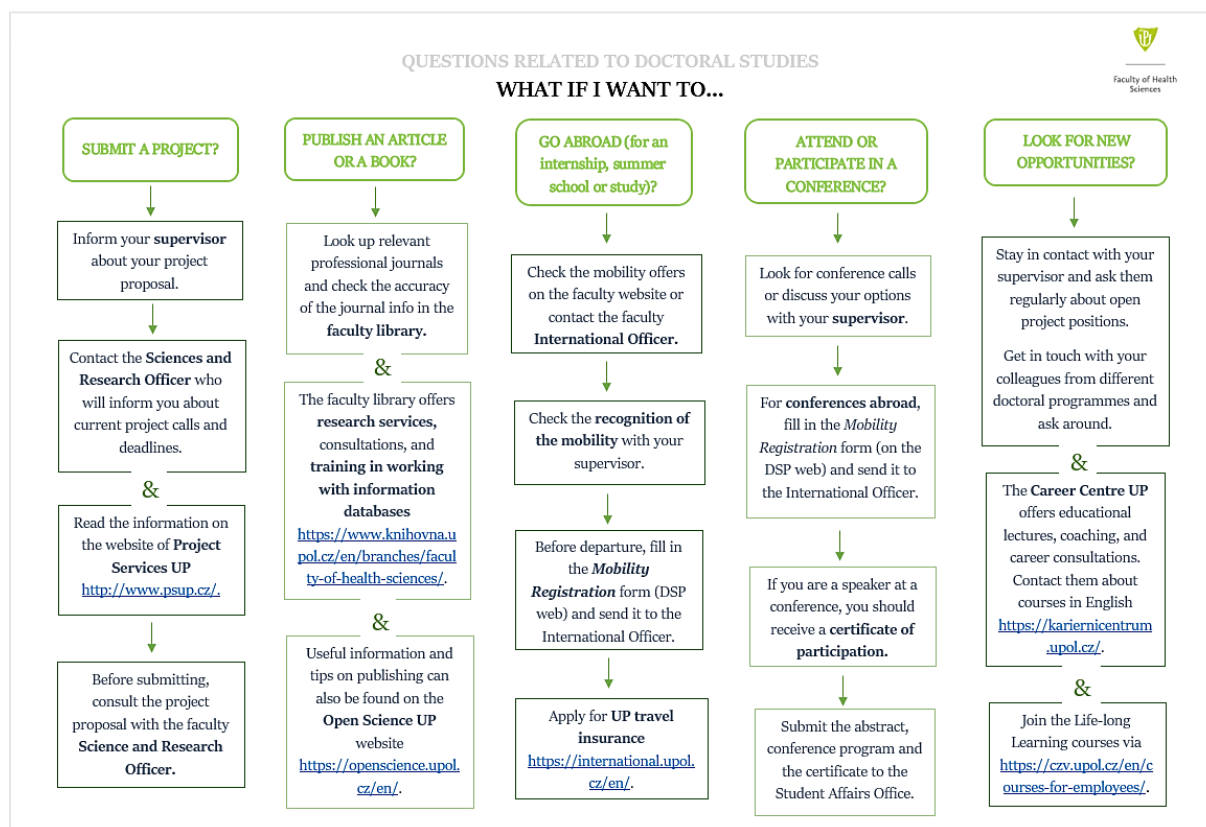 QUESTIONS RELATED TO DOCTORAL STUDIES
WHAT IF I WANT TO...
Faculty of Health
Sciences
SUBMIT A PROJECT?
Inform your supervisor
about your project
proposal.
Contact the Sciences and
Research Officer who
will inform you about
current project calls and
deadlines.
&
Read the information on
the website of Project
Services UP
http://www.psup.cz/.
Before submitting,
consult the project
proposal with the faculty
Science and Research
Officer.
PUBLISH AN ARTICLE
OR A BOOK?
Look up relevant
professional journals
and check the accuracy
of the journal info in the
faculty library.
&
The faculty library offers
research services,
consultations, and
training in working
with information
databases
https://www.knihovna.u
pol.cz/en/branches/facul
ty-of-health-sciences/.
&
Useful information and
tips on publishing can
also be found on the
Open Science UP
website
https://openscience.upol.
cz/en/.
GO ABROAD (for an
internship, summer
school or study)?
Check the mobility offers
on the faculty website or
contact the faculty
International Officer.
Check the recognition of
the mobility with your
supervisor.
Before departure, fill in
the Mobility
Registration form (DSP
web) and send it to the
International Officer.
Apply for UP travel
insurance
https://international.upol.
cz/en/.
ATTEND OR
PARTICIPATE IN A
CONFERENCE?
Look for conference calls
or discuss your options
with your supervisor.
For conferences abroad,
fill in the Mobility
Registration form (on the
DSP web) and send it to
the International Officer.
If you are a speaker at a
conference, you should
receive a certificate of
participation.
Submit the abstract,
conference program and
the certificate to the
Student Affairs Office.
LOOK FOR NEW
OPPORTUNITIES?
Stay in contact with your
supervisor and ask them
regularly about open
project positions.
Get in touch with your
colleagues from different
doctoral programmes and
ask around.
&
The Career Centre UP
offers educational
lectures, coaching, and
career consultations.
Contact them about
courses in English
https://kariernicentrum
.upol.cz/.
&
Join the Life-long
Learning courses via
https://czv.upol.cz/en/c
ourses-for-employees/.